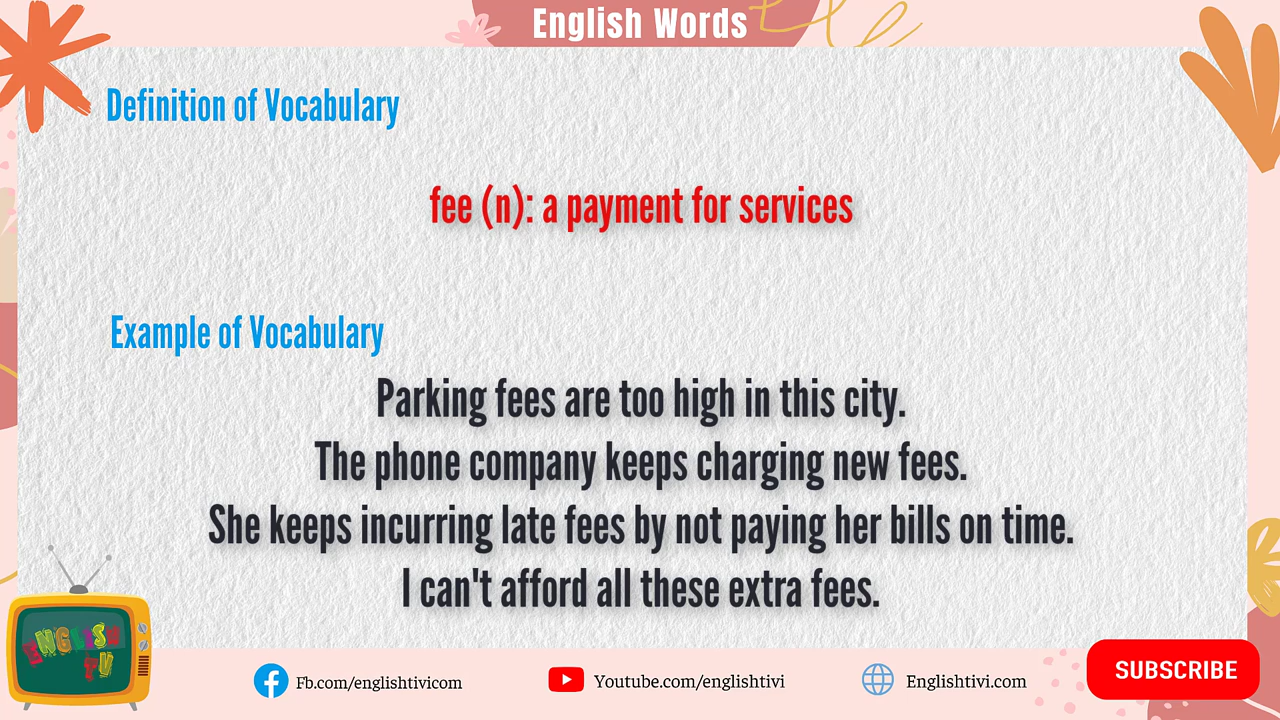 English Words
Definition of Vocabulary
fee (n): a payment for services
Example of Vocabulary
Parking fees are too high in this city.
The phone company keeps charging new fees.
She keeps incurring late fees by not paying her bills on time.
I can't afford all these extra fees.
ENGLISH
TV
Fb.com/englishtivicom
Youtube.com/englishtivi
Englishtivi.com
SUBSCRIBE